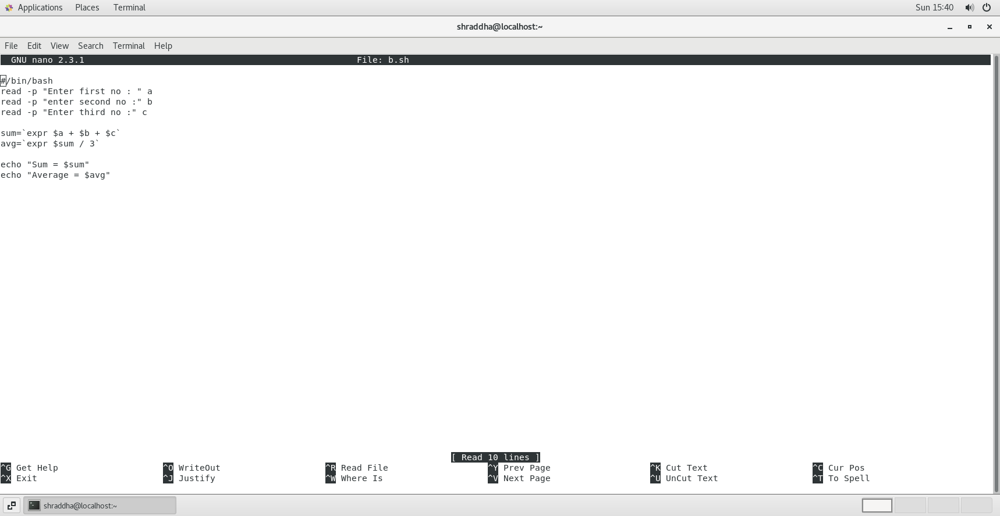 Applications Places Terminal Sun 15:40
shraddha@localhost:~
File Edit View Search Terminal Help
GNU nano 2.3.1 File: b.sh
#/bin/bash
read -p "Enter first no : " a
read -p "enter second no :" b
read -p "Enter third no :" c
sum=`expr $a + $b + $c`
avg=`expr $sum / 3`
echo "Sum = $sum"
echo "Average = $avg"
[ Read 10 lines ]
^G Get Help ^O WriteOut ^R Read File ^Y Prev Page ^K Cut Text ^C Cur Pos
^X Exit ^J Justify ^W Where Is ^V Next Page ^U UnCut Text ^T To Spell
shraddha@localhost:~